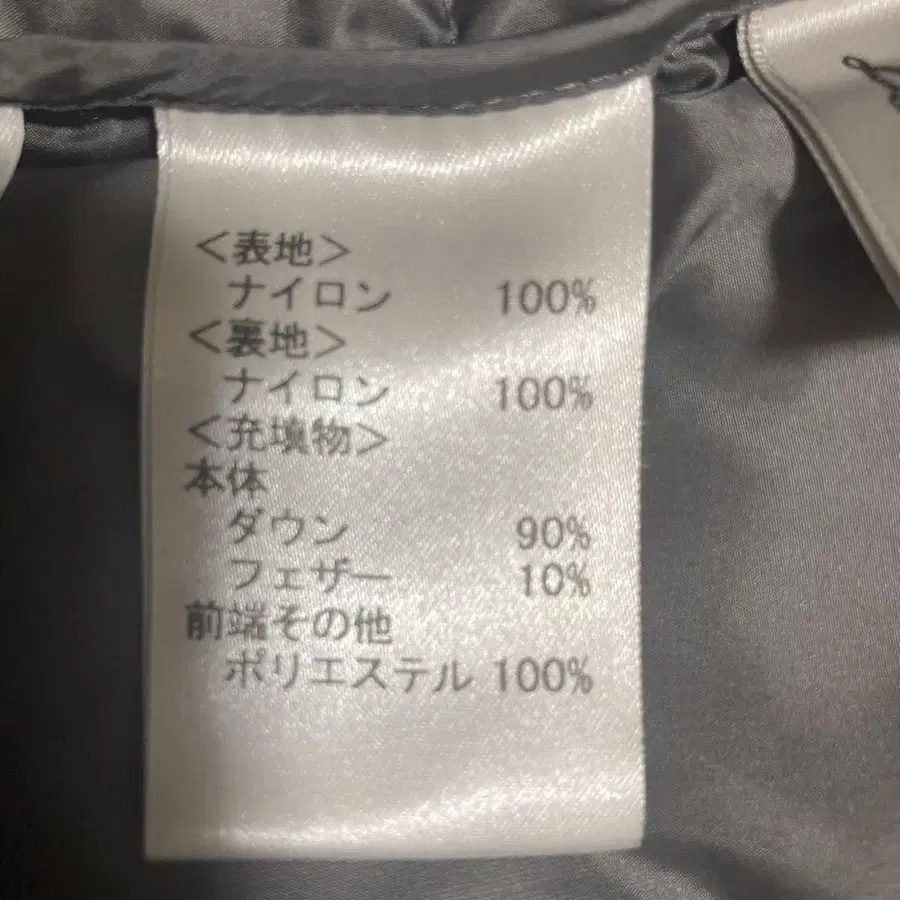 <表地>
ナイロン 100%
<裏地>
ナイロン 100%
<充填物>
本体
ダウン 90%
フェザー 10%
前端その他
ポリエステル 100%